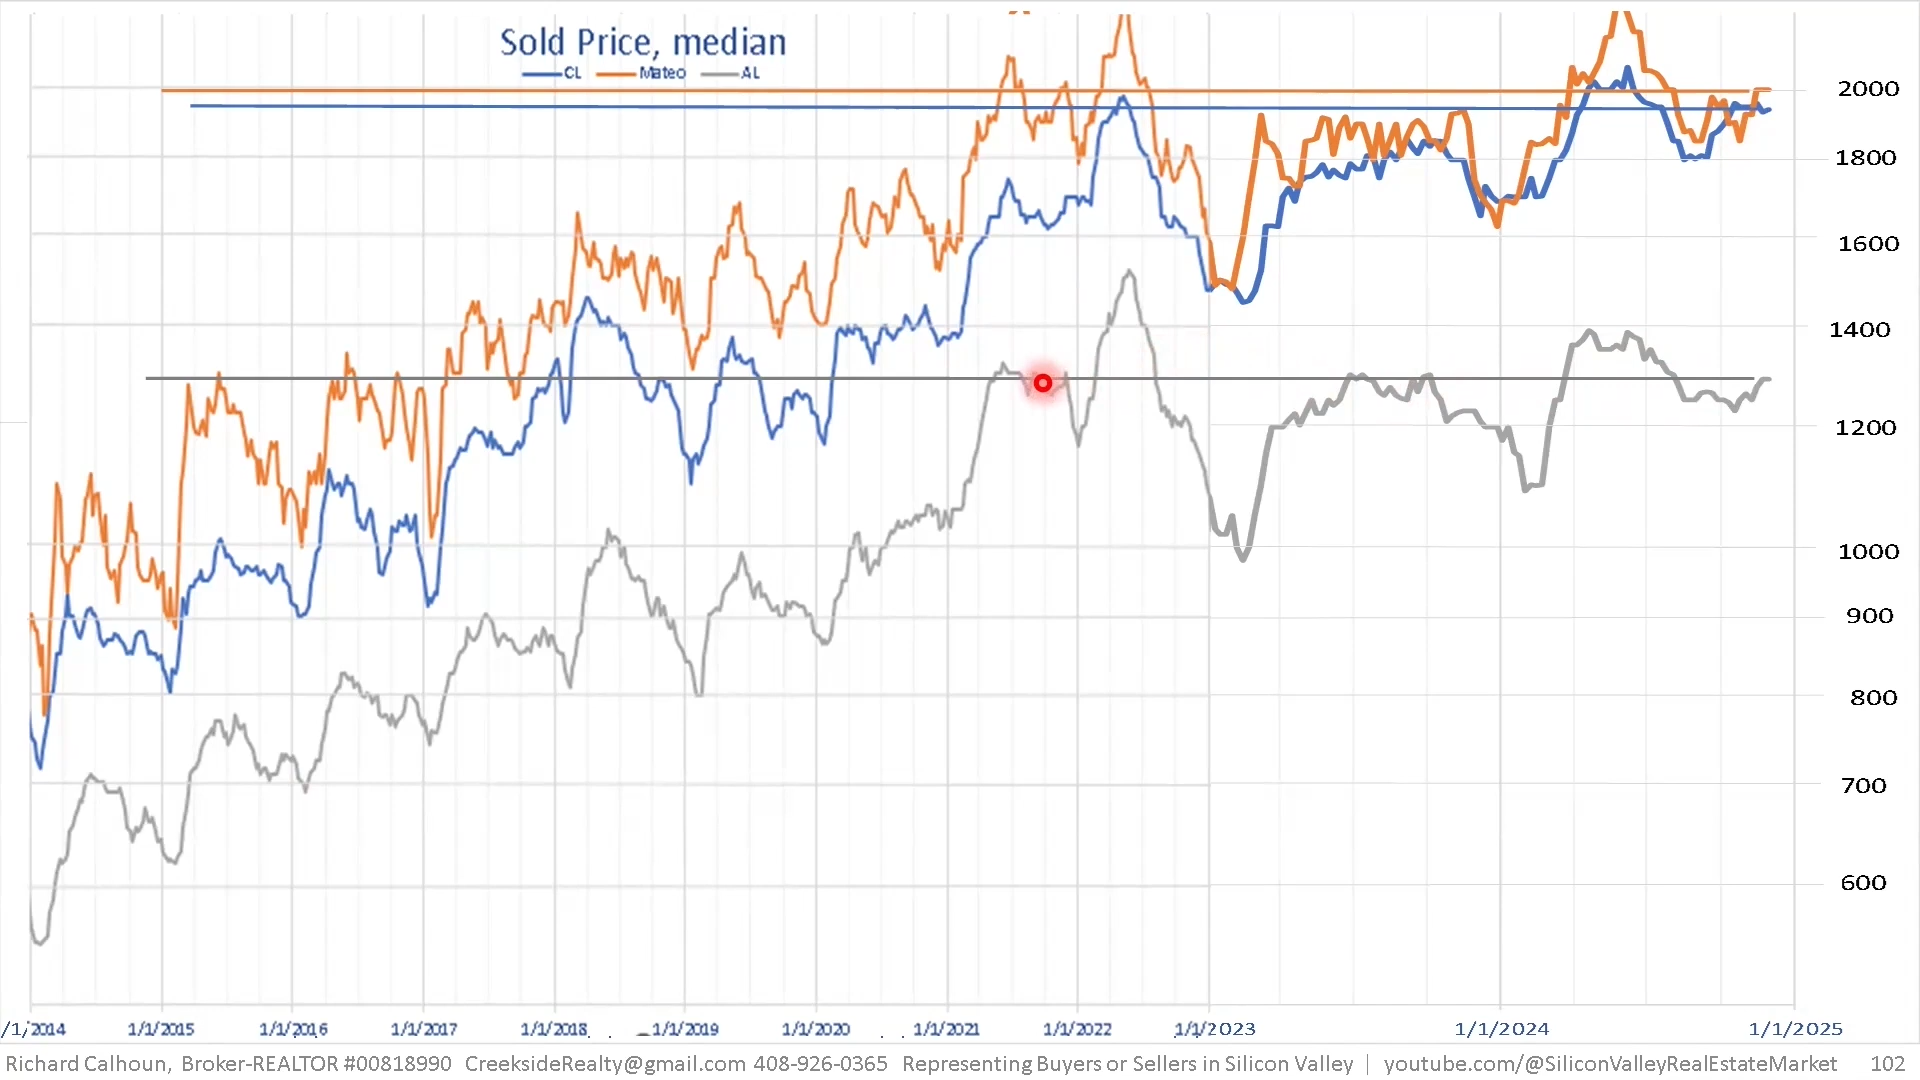 Sold Price, median
CL Mateo AL
2000
1800
1600
1400
1200
1000
900
800
700
600
/1/2014 1/1/2015 1/1/2016 1/1/2017 1/1/2018 1/1/2019 1/1/2020 1/1/2021 1/1/2022 1/1/2023 1/1/2024 1/1/2025
Richard Calhoun, Broker-REALTOR #00818990 CreeksideRealty@gmail.com 408-926-0365 Representing Buyers or Sellers in Silicon Valley | youtube.com/@SiliconValleyRealEstateMarket 102